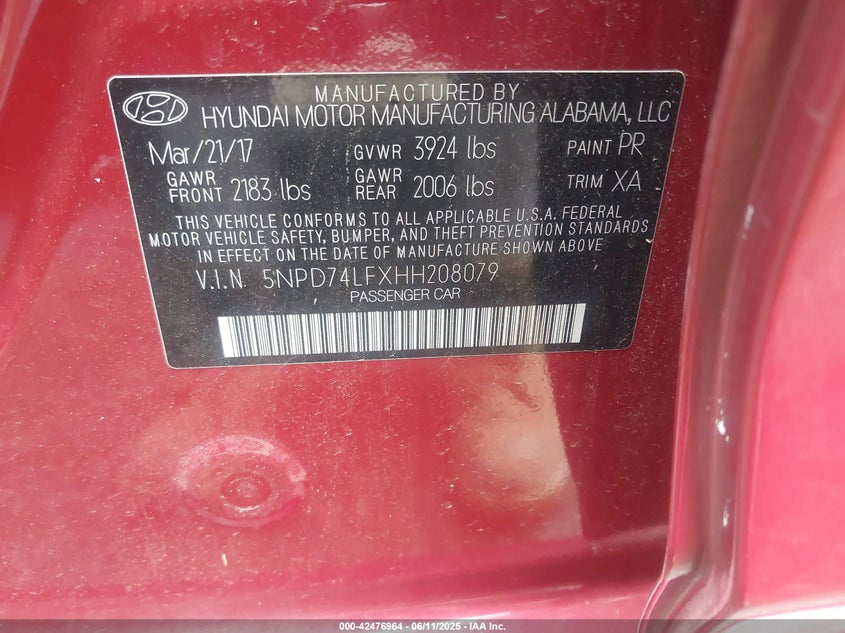 MANUFACTURED BY
HYUNDAI MOTOR MANUFACTURING ALABAMA, LLC
Mar/21/17 GVWR 3924 lbs PAINT PR
GAWR FRONT 2183 lbs GAWR REAR 2006 lbs TRIM XA
THIS VEHICLE CONFORMS TO ALL APPLICABLE U.S.A. FEDERAL
MOTOR VEHICLE SAFETY, BUMPER, AND THEFT PREVENTION STANDARDS
IN EFFECT ON THE DATE OF MANUFACTURE SHOWN ABOVE
V.I.N 5NPD74LFXHH208079
PASSENGER CAR
000-42476964 - 06/11/2025 - IAA Inc.